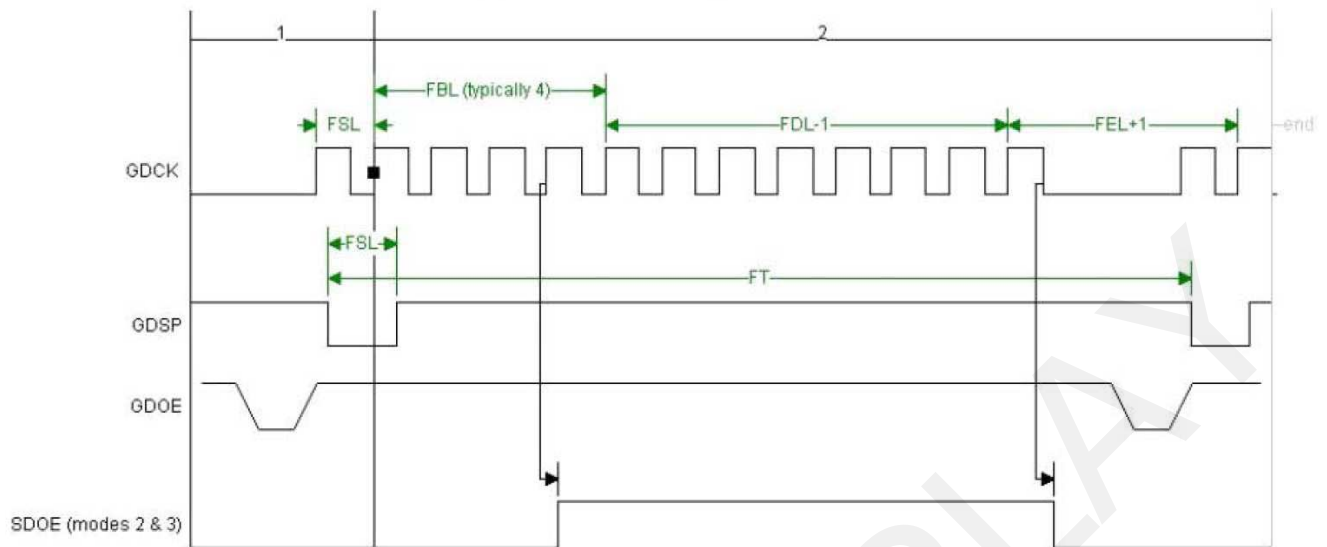 1
2
FBL (typically 4)
FSL
FDL-1
FEL+1
end
GDCK
FSL
FT
GDSP
GDOE
SDOE (modes 2 & 3)
PLAY